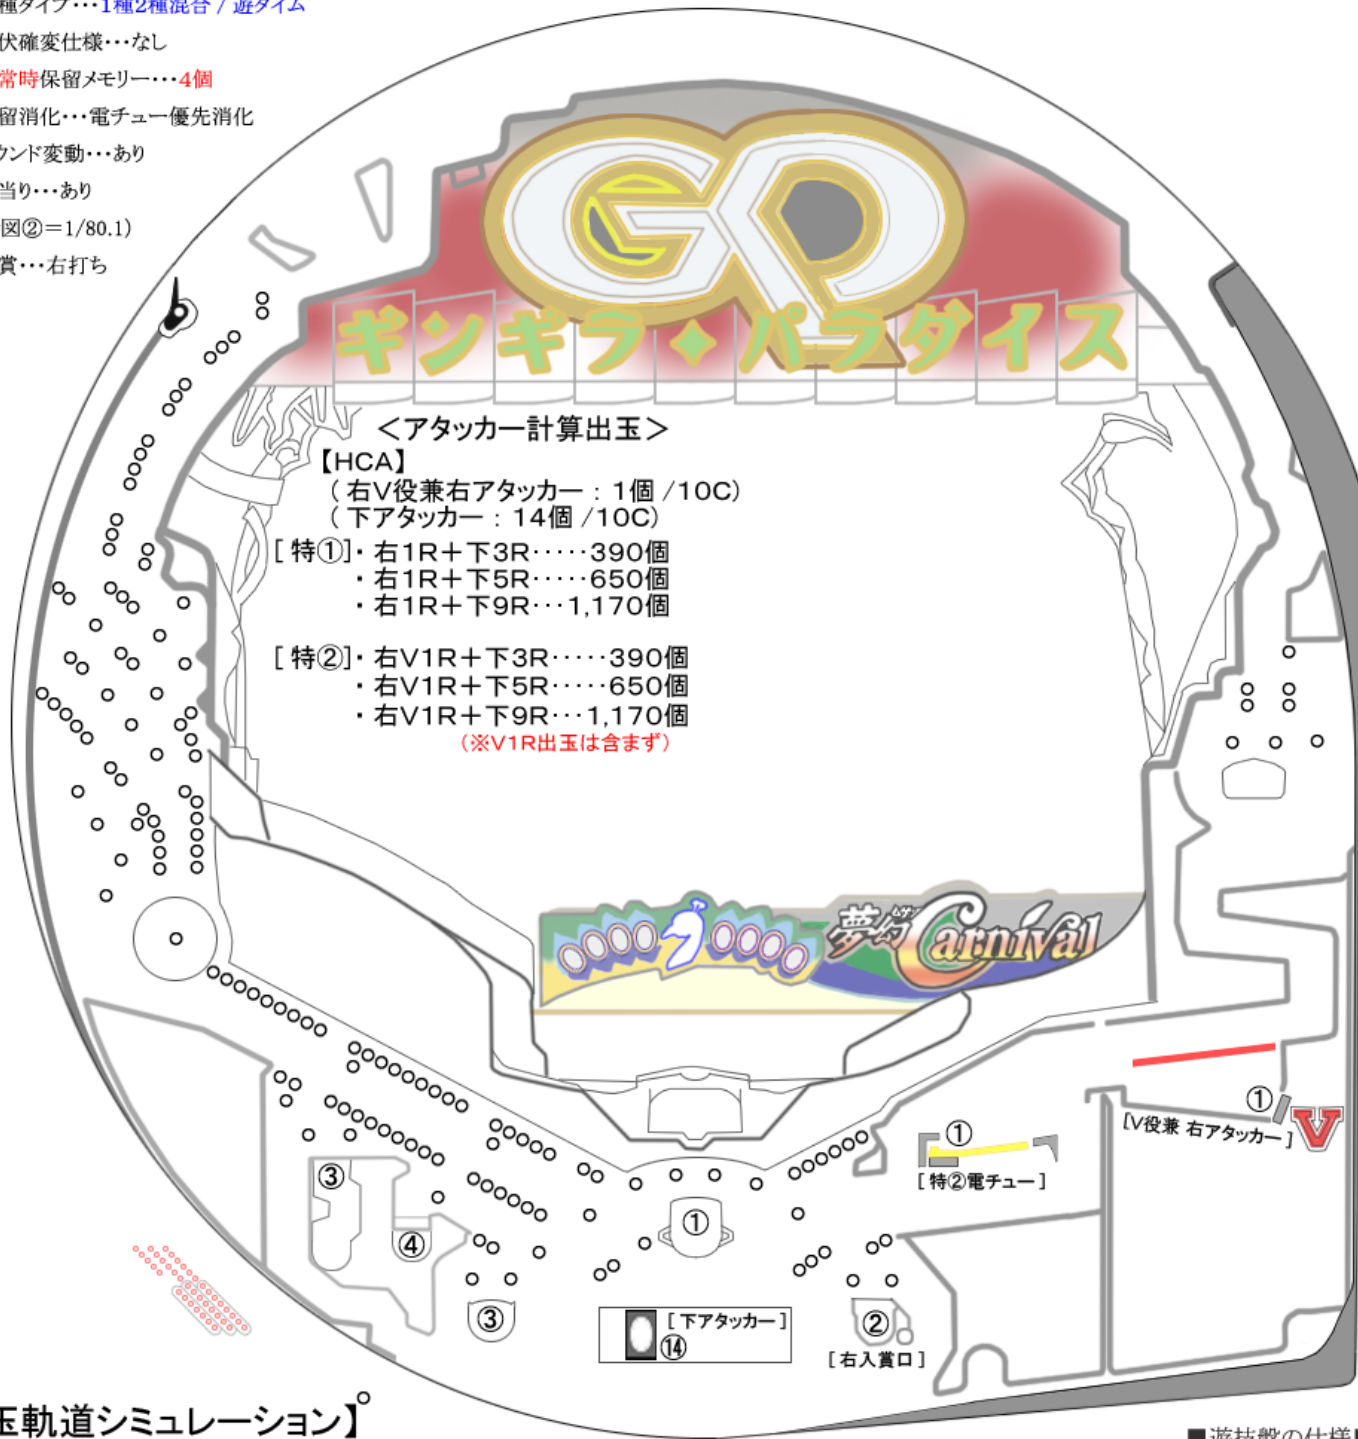 種タイプ･･･1種2種混合 / 遊タイム
伏確変仕様･･･なし
常時保留メモリー･･･4個
留消化･･･電チュー優先消化
ウンド変動･･･あり
当り･･･あり
図②＝1/80.1)
賞･･･右打ち
GP
ギンギラ◆パラダイス
＜アタッカー計算出玉＞
【HCA】
（ 右V役兼右アタッカー : 1個 /10C）
（ 下アタッカー : 14個 /10C）
[ 特①]･ 右1R＋下3R･････390個
･ 右1R＋下5R･････650個
･ 右1R＋下9R･･･1,170個
[ 特②]･ 右V1R＋下3R･････390個
･ 右V1R＋下5R･････650個
･ 右V1R＋下9R･･･1,170個
（※V1R出玉は含まず）
夢幻 Carnival
①
V
[V役兼 右アタッカー ]
①
[ 特②電チュー ]
③
④
①
③
[ 下アタッカー ]
⑭
②
[ 右入賞口 ]
玉軌道シミュレーション】
■遊技盤の仕様